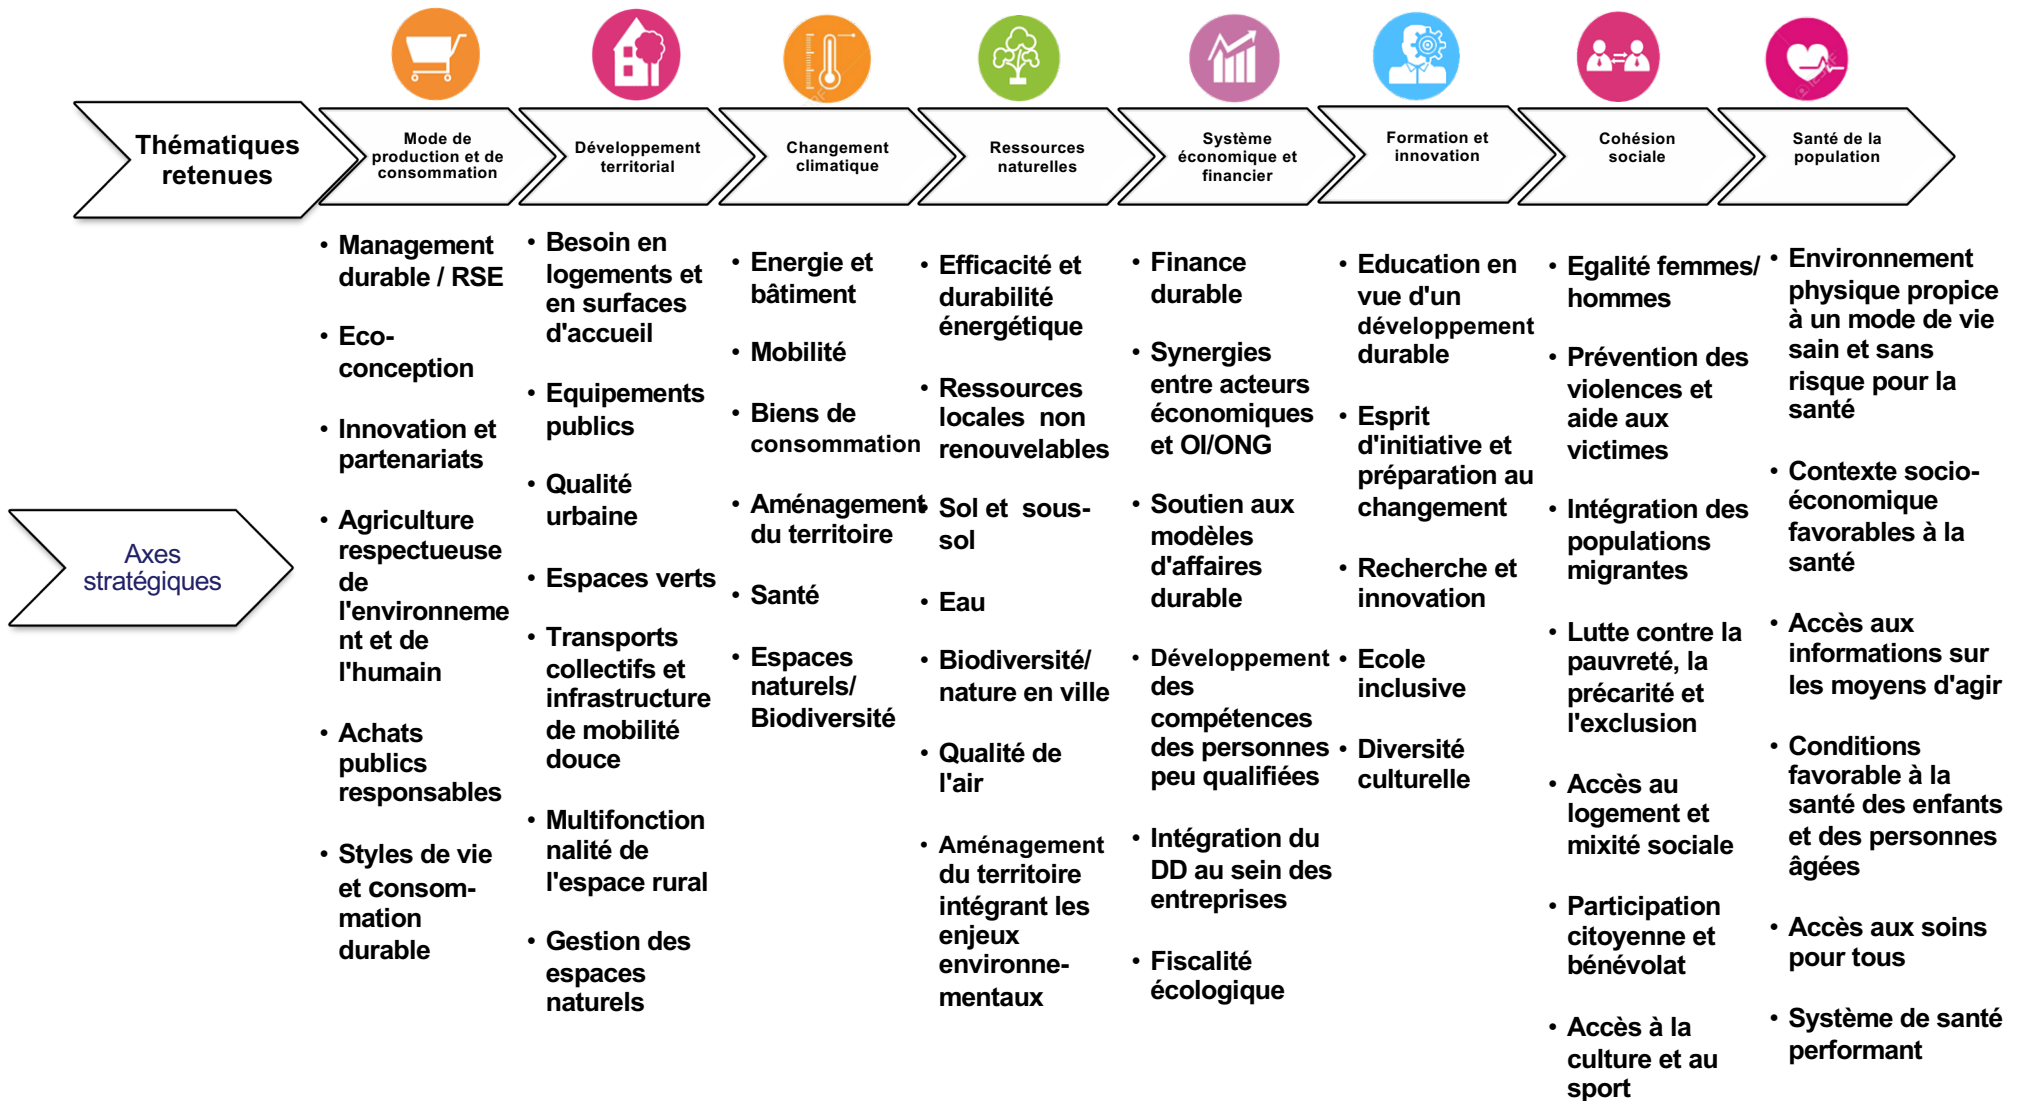 Thématiques
retenues
Mode de
production et de
consommation
Développement
territorial
Changement
climatique
Ressources
naturelles
Système
économique et
financier
Formation et
innovation
Cohésion
sociale
Santé de la
population
Axes
stratégiques
• Management
durable / RSE
• Eco-
conception
• Innovation et
partenariats
• Agriculture
respectueuse
de
l'environneme
nt et de
l'humain
• Achats
publics
responsables
• Styles de vie
et consom-
mation
durable
• Besoin en
logements et
en surfaces
d'accueil
• Equipements
publics
• Qualité
urbaine
• Espaces verts
• Transports
collectifs et
infrastructure
de mobilité
douce
• Multifonction
nalité de
l'espace rural
• Gestion des
espaces
naturels
• Energie et
bâtiment
• Mobilité
• Biens de
consommation
• Aménagement
du territoire
• Santé
• Espaces
naturels/
Biodiversité
• Efficacité et
durabilité
énergétique
• Ressources
locales non
renouvelables
• Sol et sous-
sol
• Eau
• Biodiversité/
nature en ville
• Qualité de
l'air
• Aménagement
du territoire
intégrant les
enjeux
environne-
mentaux
• Finance
durable
• Synergies
entre acteurs
économiques
et OI/ONG
• Soutien aux
modèles
d'affaires
durable
• Développement
des
compétences
des personnes
peu qualifiées
• Intégration du
DD au sein des
entreprises
• Fiscalité
écologique
• Education en
vue d'un
développement
durable
• Esprit
d'initiative et
préparation au
changement
• Recherche et
innovation
• Ecole
inclusive
• Diversité
culturelle
• Egalité femmes/
hommes
• Prévention des
violences et
aide aux
victimes
• Intégration des
populations
migrantes
• Lutte contre la
pauvreté, la
précarité et
l'exclusion
• Accès au
logement et
mixité sociale
• Participation
citoyenne et
bénévolat
• Accès à la
culture et au
sport
• Environnement
physique propice
à un mode de vie
sain et sans
risque pour la
santé
• Contexte socio-
économique
favorables à la
santé
• Accès aux
informations sur
les moyens d'agir
• Conditions
favorable à la
santé des enfants
et des personnes
âgées
• Accès aux soins
pour tous
• Système de santé
performant